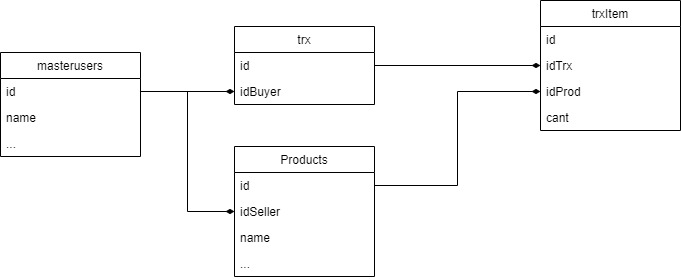 masterusers
id
name
...
trx
id
idBuyer
Products
id
idSeller
name
...
trxItem
id
idTrx
idProd
cant